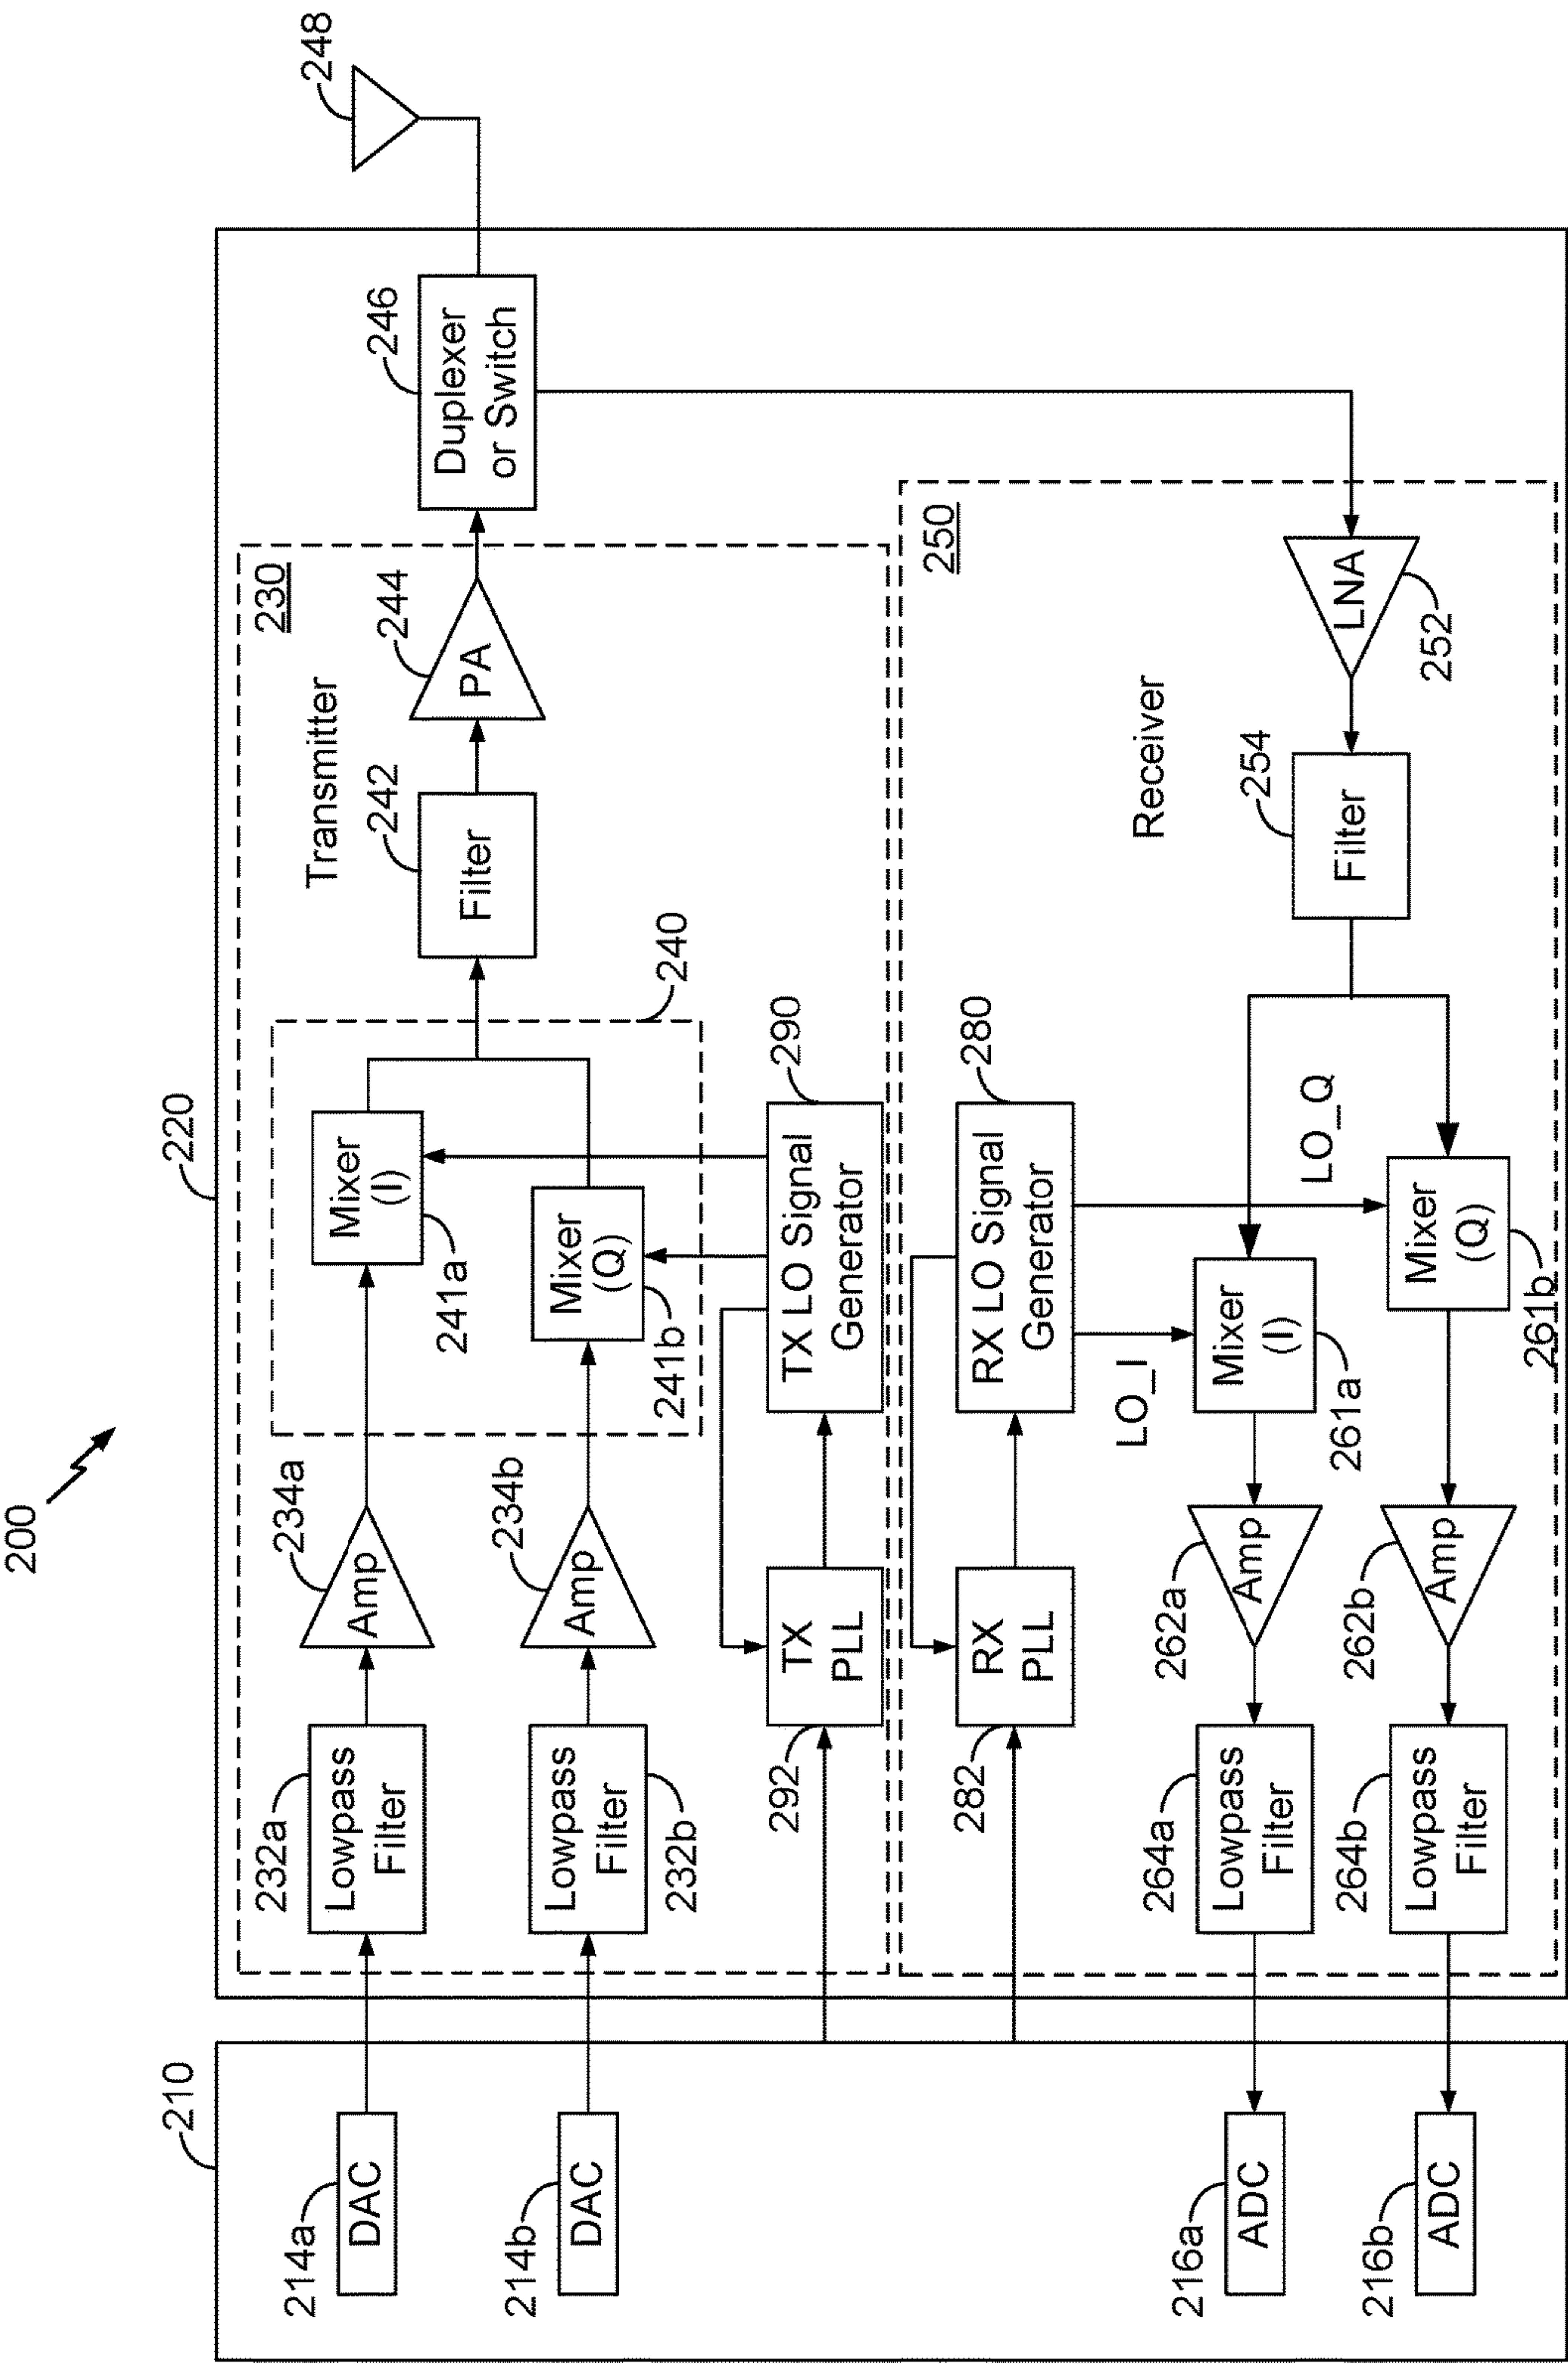 200
210
220
214a
DAC
214b
DAC
216a
ADC
216b
ADC
230
Transmitter
232a
Lowpass
Filter
234a
Amp
232b
Lowpass
Filter
234b
Amp
240
Mixer
(I)
241a
Mixer
(Q)
241b
242
Filter
244
PA
246
Duplexer
or Switch
248
292
TX
PLL
290
TX LO Signal
Generator
250
Receiver
282
RX
PLL
280
RX LO Signal
Generator
LO_I
LO_Q
252
LNA
254
Filter
Mixer
(I)
261a
Mixer
(Q)
261b
262a
Amp
262b
Amp
264a
Lowpass
Filter
264b
Lowpass
Filter